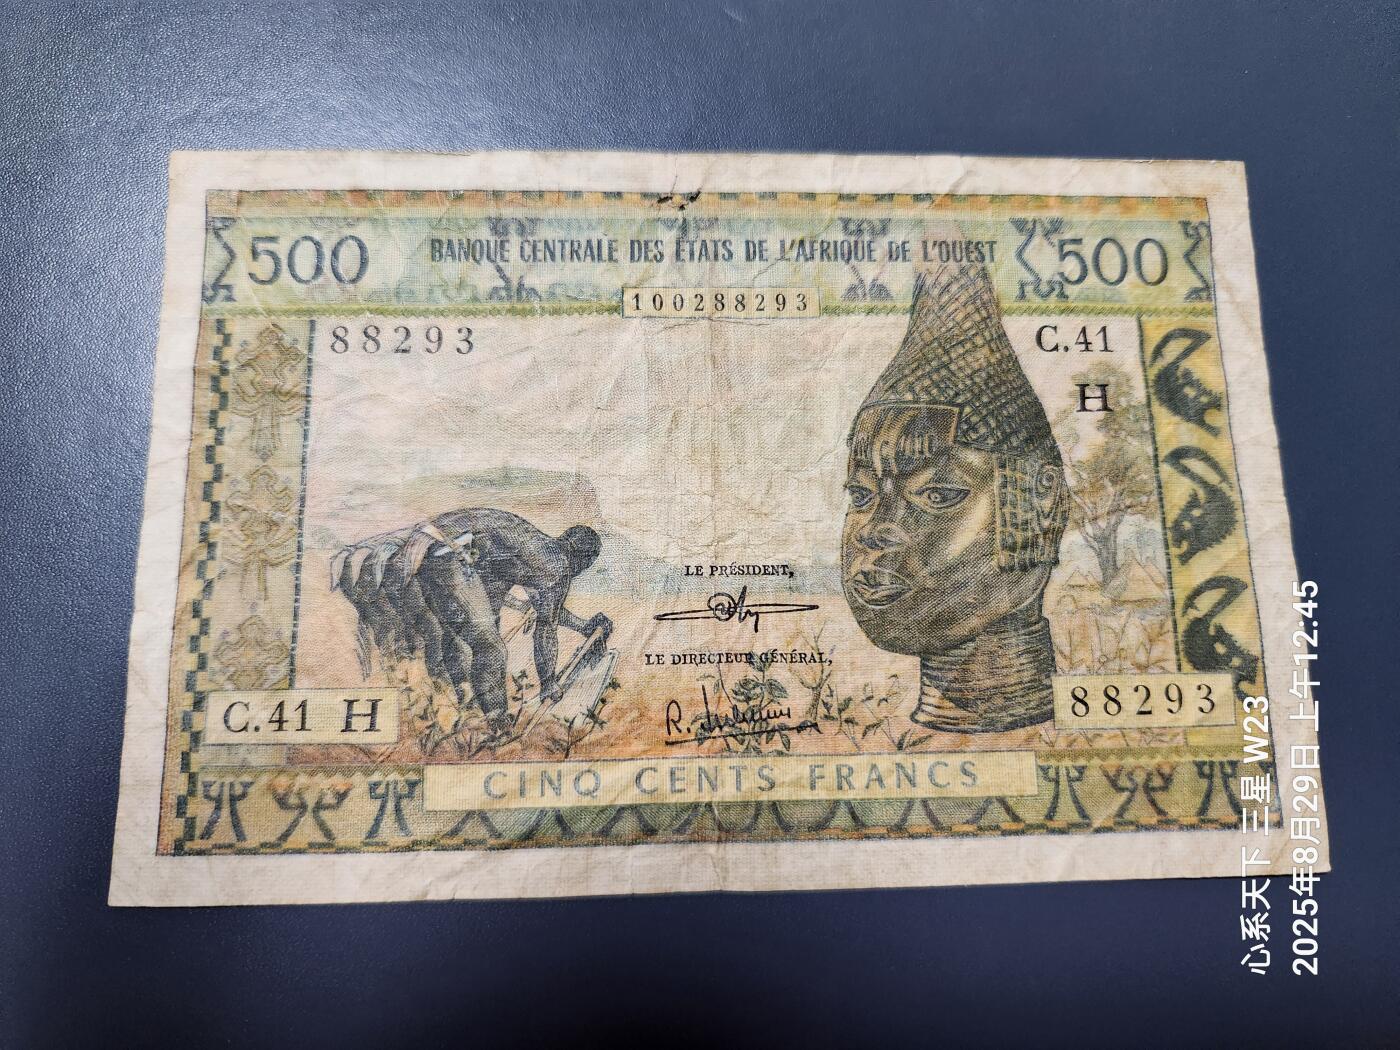 500 BANQUE CENTRALE DES ÉTATS DE L'AFRIQUE DE L'OUEST 500
100288293
88293 C.41
H
LE PRÉSIDENT,
LE DIRECTEUR GÉNÉRAL,
C.41 H 88293
CINQ CENTS FRANCS
心系天下 三星 W23
2025年8月29日 上午12:45